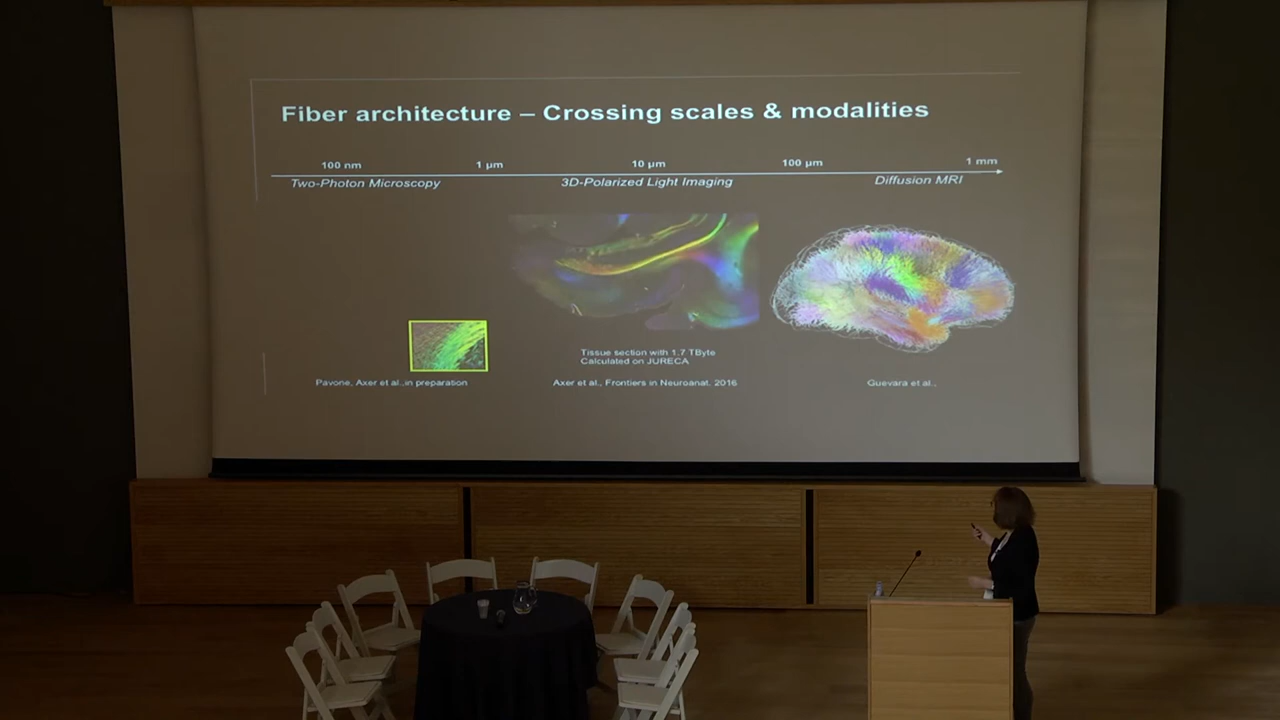 Fiber architecture – Crossing scales & modalities
100 nm 1 µm 10 µm 100 µm 1 mm
Two-Photon Microscopy 3D-Polarized Light Imaging Diffusion MRI
Tissue section with 1.7 TByte
Calculated on JURECA
Pavone, Axer et al.,in preparation Axer et al., Frontiers in Neuroanat. 2016 Guevara et al.,